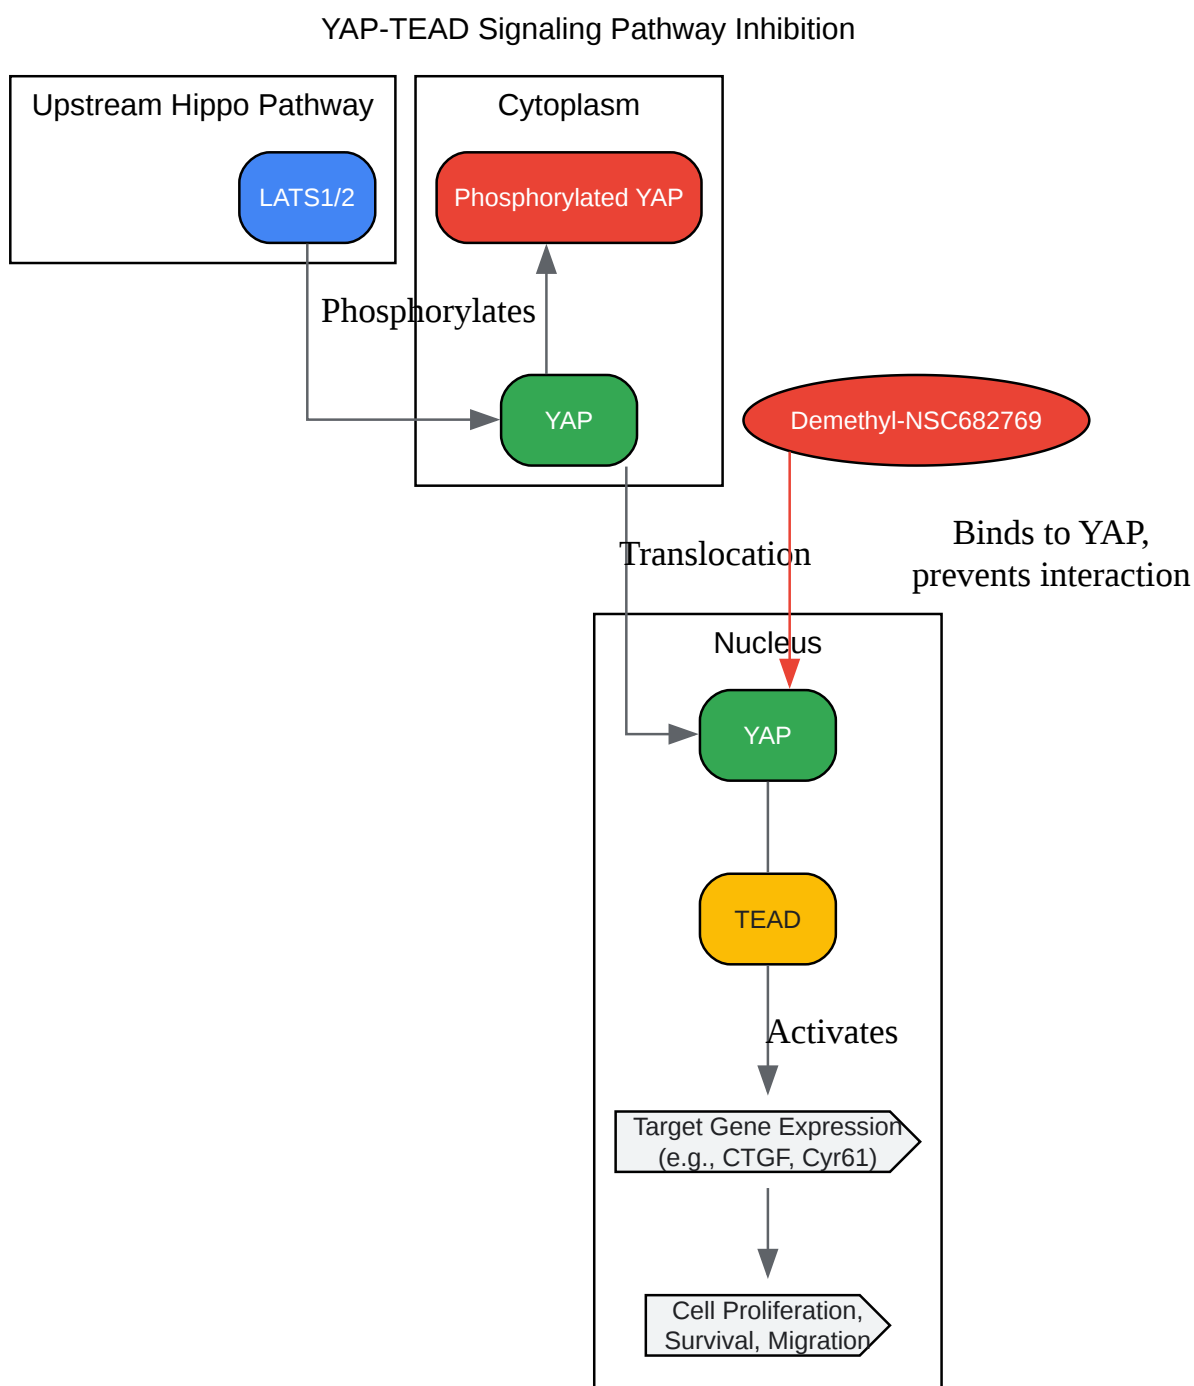 YAP-TEAD Signaling Pathway Inhibition
Upstream Hippo Pathway
Cytoplasm
LATS1/2
Phosphorylated YAP
Phosphorylates
YAP
Demethyl-NSC682769
Translocation
Binds to YAP,
prevents interaction
Nucleus
YAP
TEAD
Activates
Target Gene Expression
(e.g., CTGF, Cyr61)
Cell Proliferation,
Survival, Migration